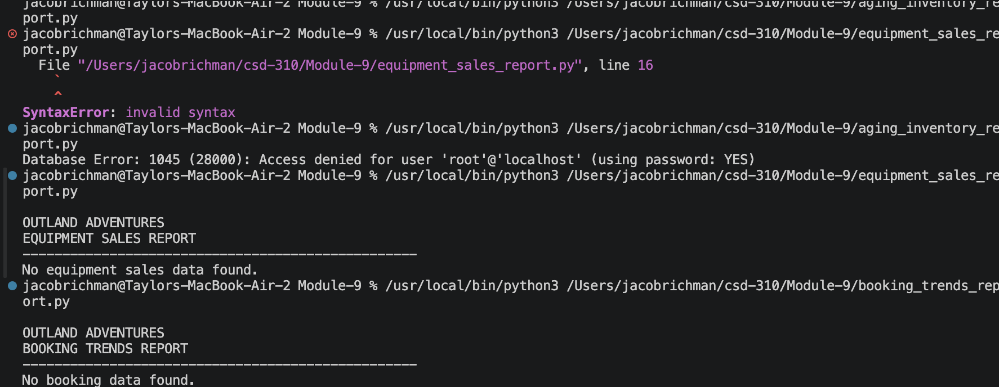 jacobrichman@Taylors-MacBook-Air-2 Module-9 % /usr/local/bin/python3 /Users/jacobrichman/csd-310/Module-9/aging_inventory_re
port.py
jacobrichman@Taylors-MacBook-Air-2 Module-9 % /usr/local/bin/python3 /Users/jacobrichman/csd-310/Module-9/equipment_sales_re
port.py
  File "/Users/jacobrichman/csd-310/Module-9/equipment_sales_report.py", line 16
    `
    ^
SyntaxError: invalid syntax
jacobrichman@Taylors-MacBook-Air-2 Module-9 % /usr/local/bin/python3 /Users/jacobrichman/csd-310/Module-9/aging_inventory_re
port.py
Database Error: 1045 (28000): Access denied for user 'root'@'localhost' (using password: YES)
jacobrichman@Taylors-MacBook-Air-2 Module-9 % /usr/local/bin/python3 /Users/jacobrichman/csd-310/Module-9/equipment_sales_re
port.py

OUTLAND ADVENTURES
EQUIPMENT SALES REPORT
--------------------------------------------------
No equipment sales data found.
jacobrichman@Taylors-MacBook-Air-2 Module-9 % /usr/local/bin/python3 /Users/jacobrichman/csd-310/Module-9/booking_trends_rep
ort.py

OUTLAND ADVENTURES
BOOKING TRENDS REPORT
--------------------------------------------------
No booking data found.